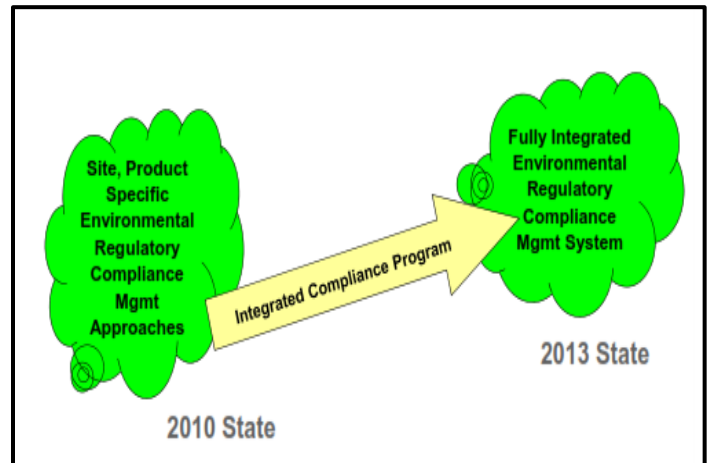 Site, Product
Specific
Environmental
Regulatory
Compliance
Mgmt
Approaches
2010 State
Integrated Compliance Program
Fully Integrated
Environmental
Regulatory
Compliance
Mgmt System
2013 State